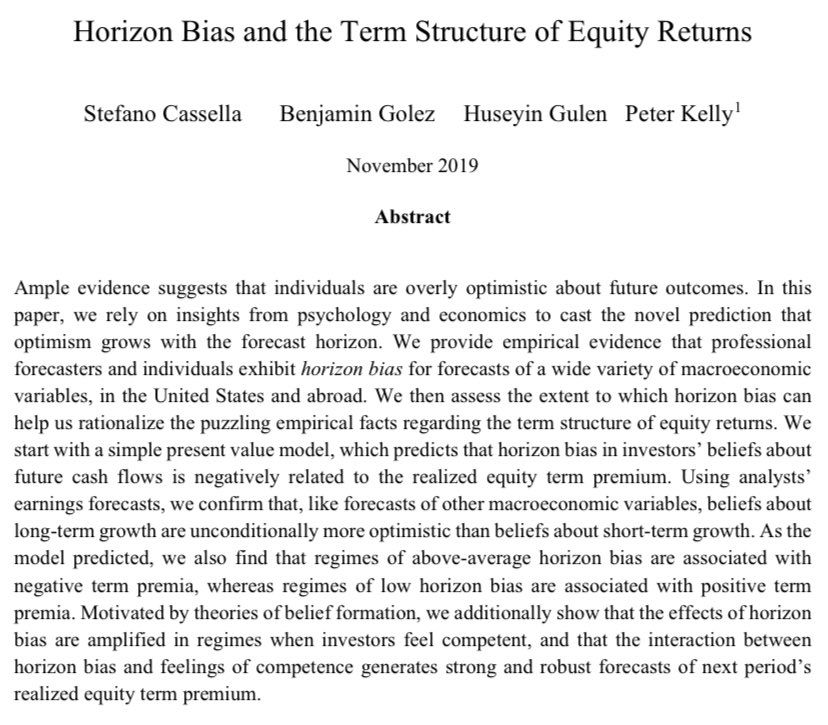 Horizon Bias and the Term Structure of Equity Returns
Stefano Cassella Benjamin Golez Huseyin Gulen Peter Kelly1
November 2019
Abstract
Ample evidence suggests that individuals are overly optimistic about future outcomes. In this
paper, we rely on insights from psychology and economics to cast the novel prediction that
optimism grows with the forecast horizon. We provide empirical evidence that professional
forecasters and individuals exhibit horizon bias for forecasts of a wide variety of macroeconomic
variables, in the United States and abroad. We then assess the extent to which horizon bias can
help us rationalize the puzzling empirical facts regarding the term structure of equity returns. We
start with a simple present value model, which predicts that horizon bias in investors’ beliefs about
future cash flows is negatively related to the realized equity term premium. Using analysts’
earnings forecasts, we confirm that, like forecasts of other macroeconomic variables, beliefs about
long-term growth are unconditionally more optimistic than beliefs about short-term growth. As the
model predicted, we also find that regimes of above-average horizon bias are associated with
negative term premia, whereas regimes of low horizon bias are associated with positive term
premia. Motivated by theories of belief formation, we additionally show that the effects of horizon
bias are amplified in regimes when investors feel competent, and that the interaction between
horizon bias and feelings of competence generates strong and robust forecasts of next period’s
realized equity term premium.